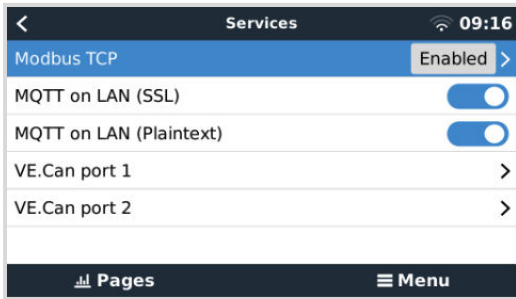 Services 09:16
Modbus TCP Enabled
MQTT on LAN (SSL)
MQTT on LAN (Plaintext)
VE.Can port 1
VE.Can port 2
Pages Menu